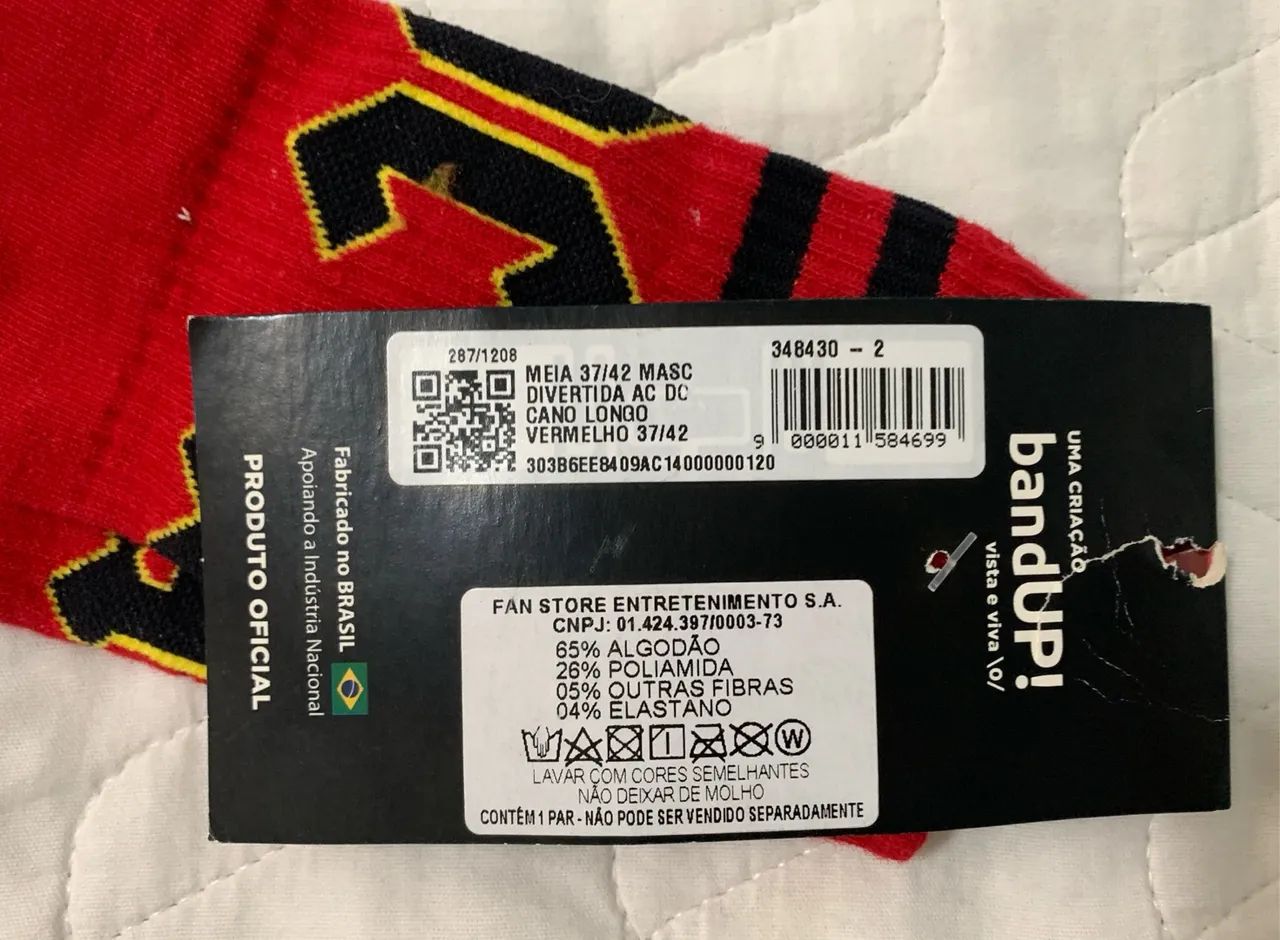 287/1208
MEIA 37/42 MASC
DIVERTIDA AC DC
CANO LONGO
VERMELHO 37/42
303B6EE8409AC14000000120
348430 - 2
9 000011 584699
UMA CRIAÇÃO
bandUP!
vista e viva \o/
Fabricado no BRASIL
Apoiando a Indústria Nacional
PRODUTO OFICIAL
FAN STORE ENTRETENIMENTO S.A.
CNPJ: 01.424.397/0003-73
65% ALGODÃO
26% POLIAMIDA
05% OUTRAS FIBRAS
04% ELASTANO
W
LAVAR COM CORES SEMELHANTES
NÃO DEIXAR DE MOLHO
CONTÊM 1 PAR - NÃO PODE SER VENDIDO SEPARADAMENTE